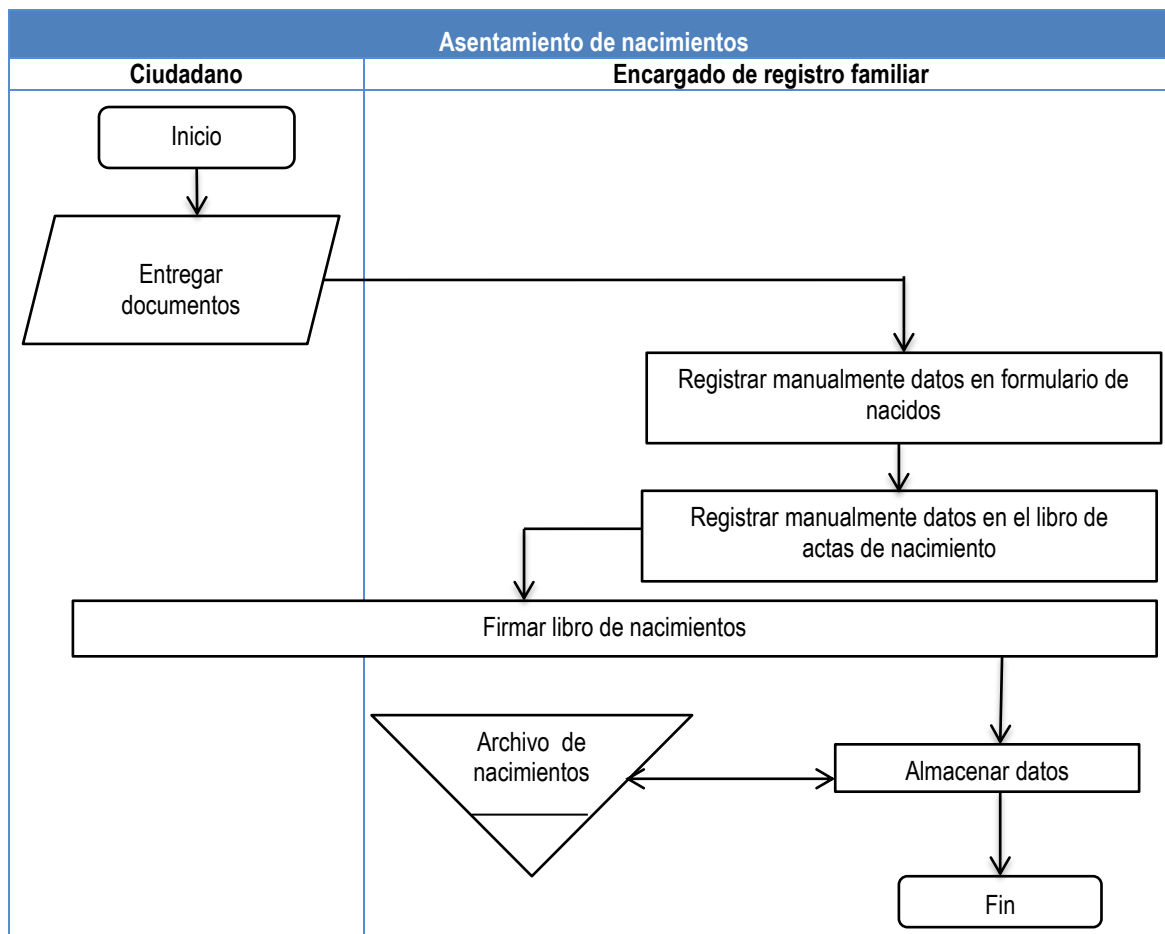 Asentamiento de nacimientos
Ciudadano
Encargado de registro familiar
Inicio
Entregar
documentos
Registrar manualmente datos en formulario de
nacidos
Registrar manualmente datos en el libro de
actas de nacimiento
Firmar libro de nacimientos
Archivo de
nacimientos
Almacenar datos
Fin